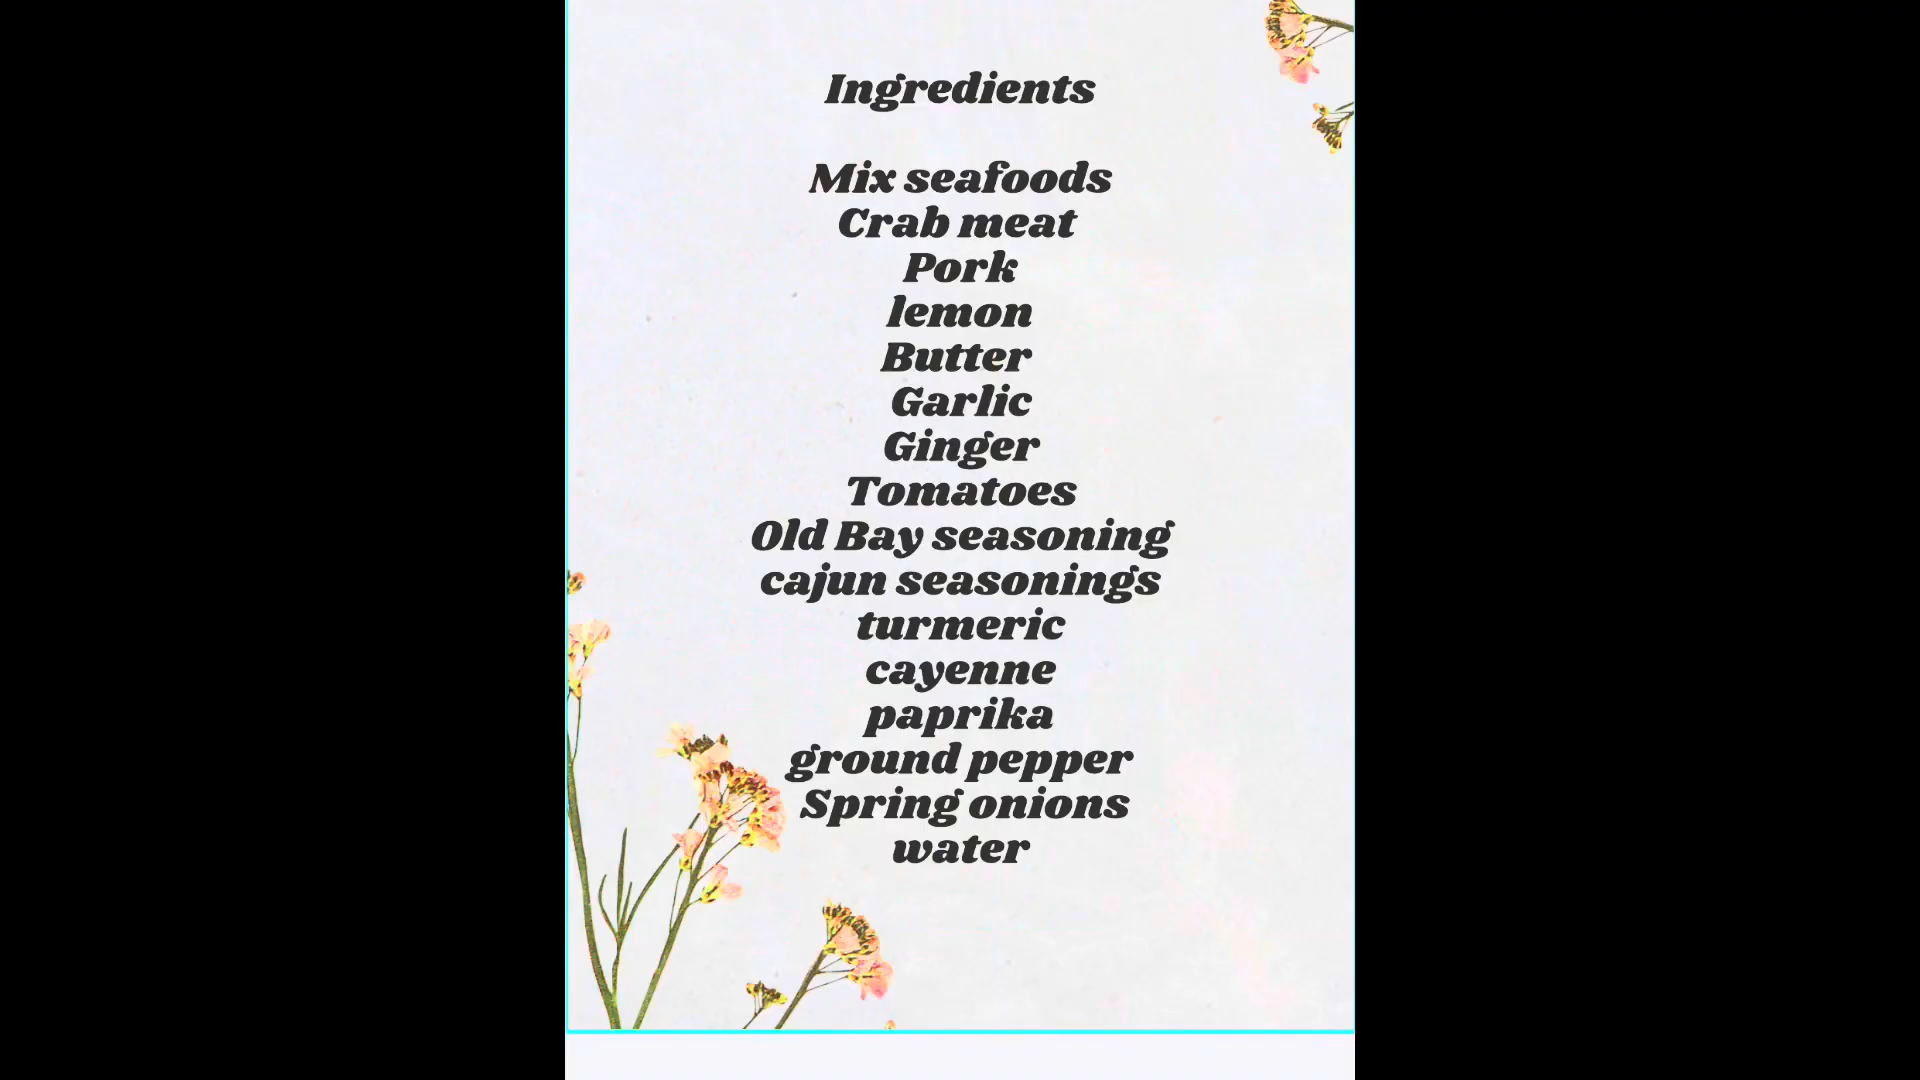 Ingredients
Mix seafoods
Crab meat
Pork
lemon
Butter
Garlic
Ginger
Tomatoes
Old Bay seasoning
cajun seasonings
turmeric
cayenne
paprika
ground pepper
Spring onions
water